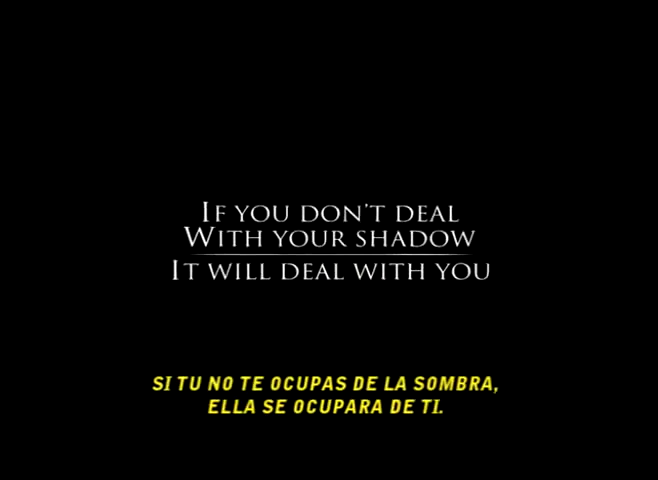 IF YOU DON'T DEAL
WITH YOUR SHADOW
IT WILL DEAL WITH YOU
SI TU NO TE OCUPAS DE LA SOMBRA,
ELLA SE OCUPARA DE TI.